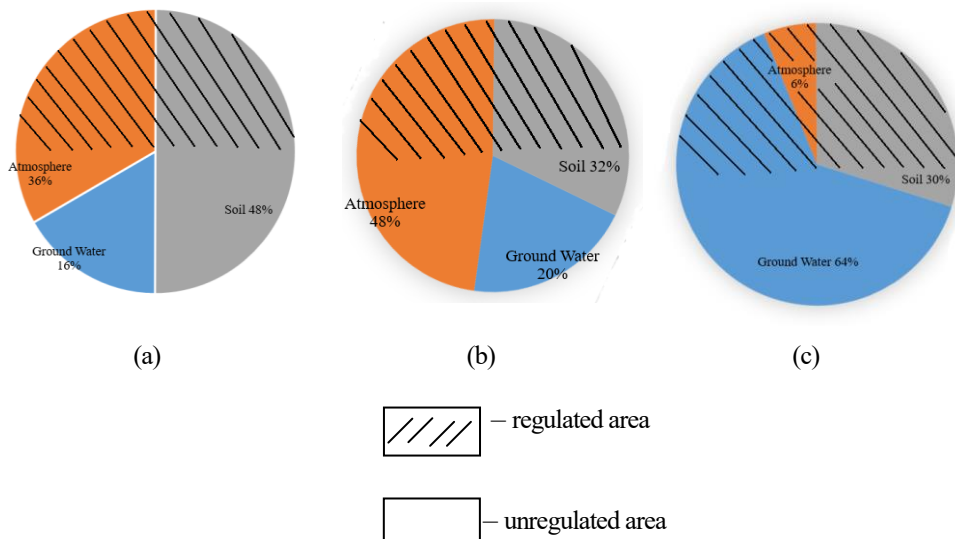 Atmosphere
36%
Soil 48%
Ground Water
16%
Atmosphere
48%
Soil 32%
Ground Water
20%
Atmosphere
6%
Soil 30%
Ground Water 64%
(a)
(b)
(c)
– regulated area
– unregulated area